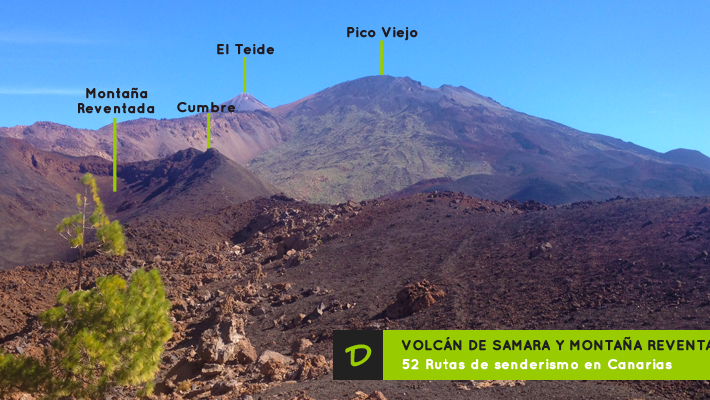 Pico Viejo
El Teide
Montaña
Reventada
Cumbre
D
VOLCÁN DE SAMARA Y MONTAÑA REVENTA
52 Rutas de senderismo en Canarias